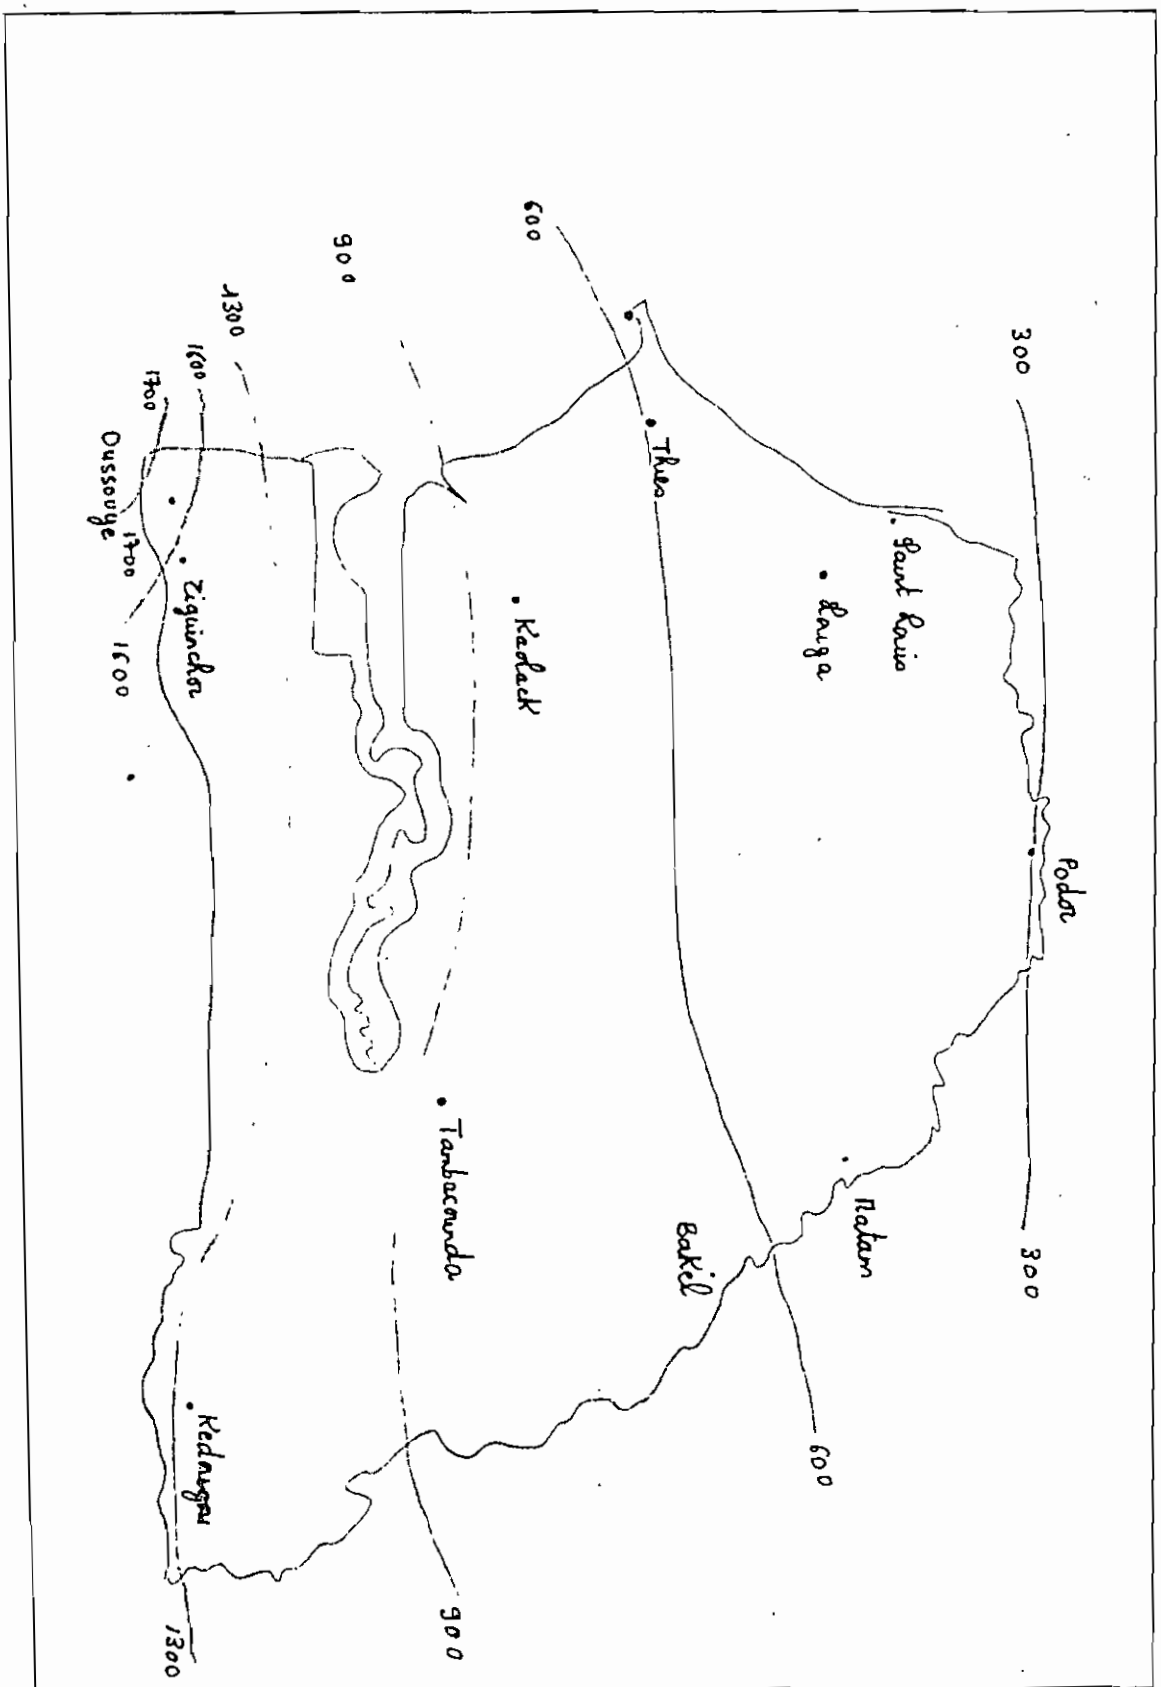 300
300
Podor
Saint Louis
Louga
Matam
600
600
Thies
Bakel
Kaolack
900
900
Tambacounda
1300
1300
1600
1600
1700
1700
Oussouye
Ziguinchor
Kedougou